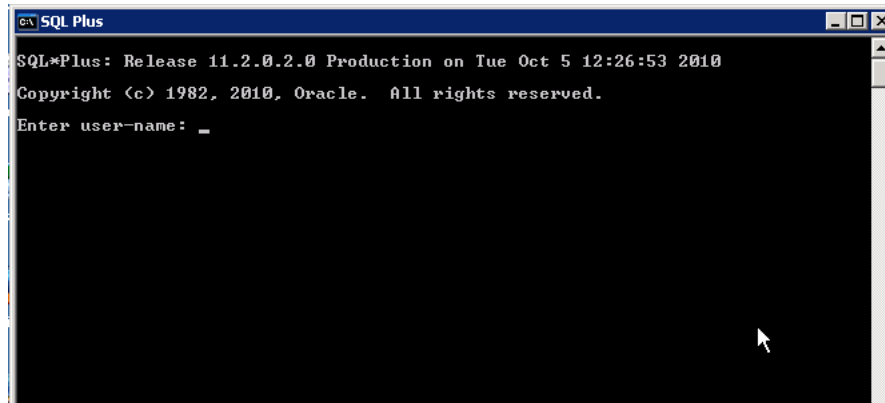 SQL Plus
SQL*Plus: Release 11.2.0.2.0 Production on Tue Oct 5 12:26:53 2010
Copyright (c) 1982, 2010, Oracle.  All rights reserved.
Enter user-name: _